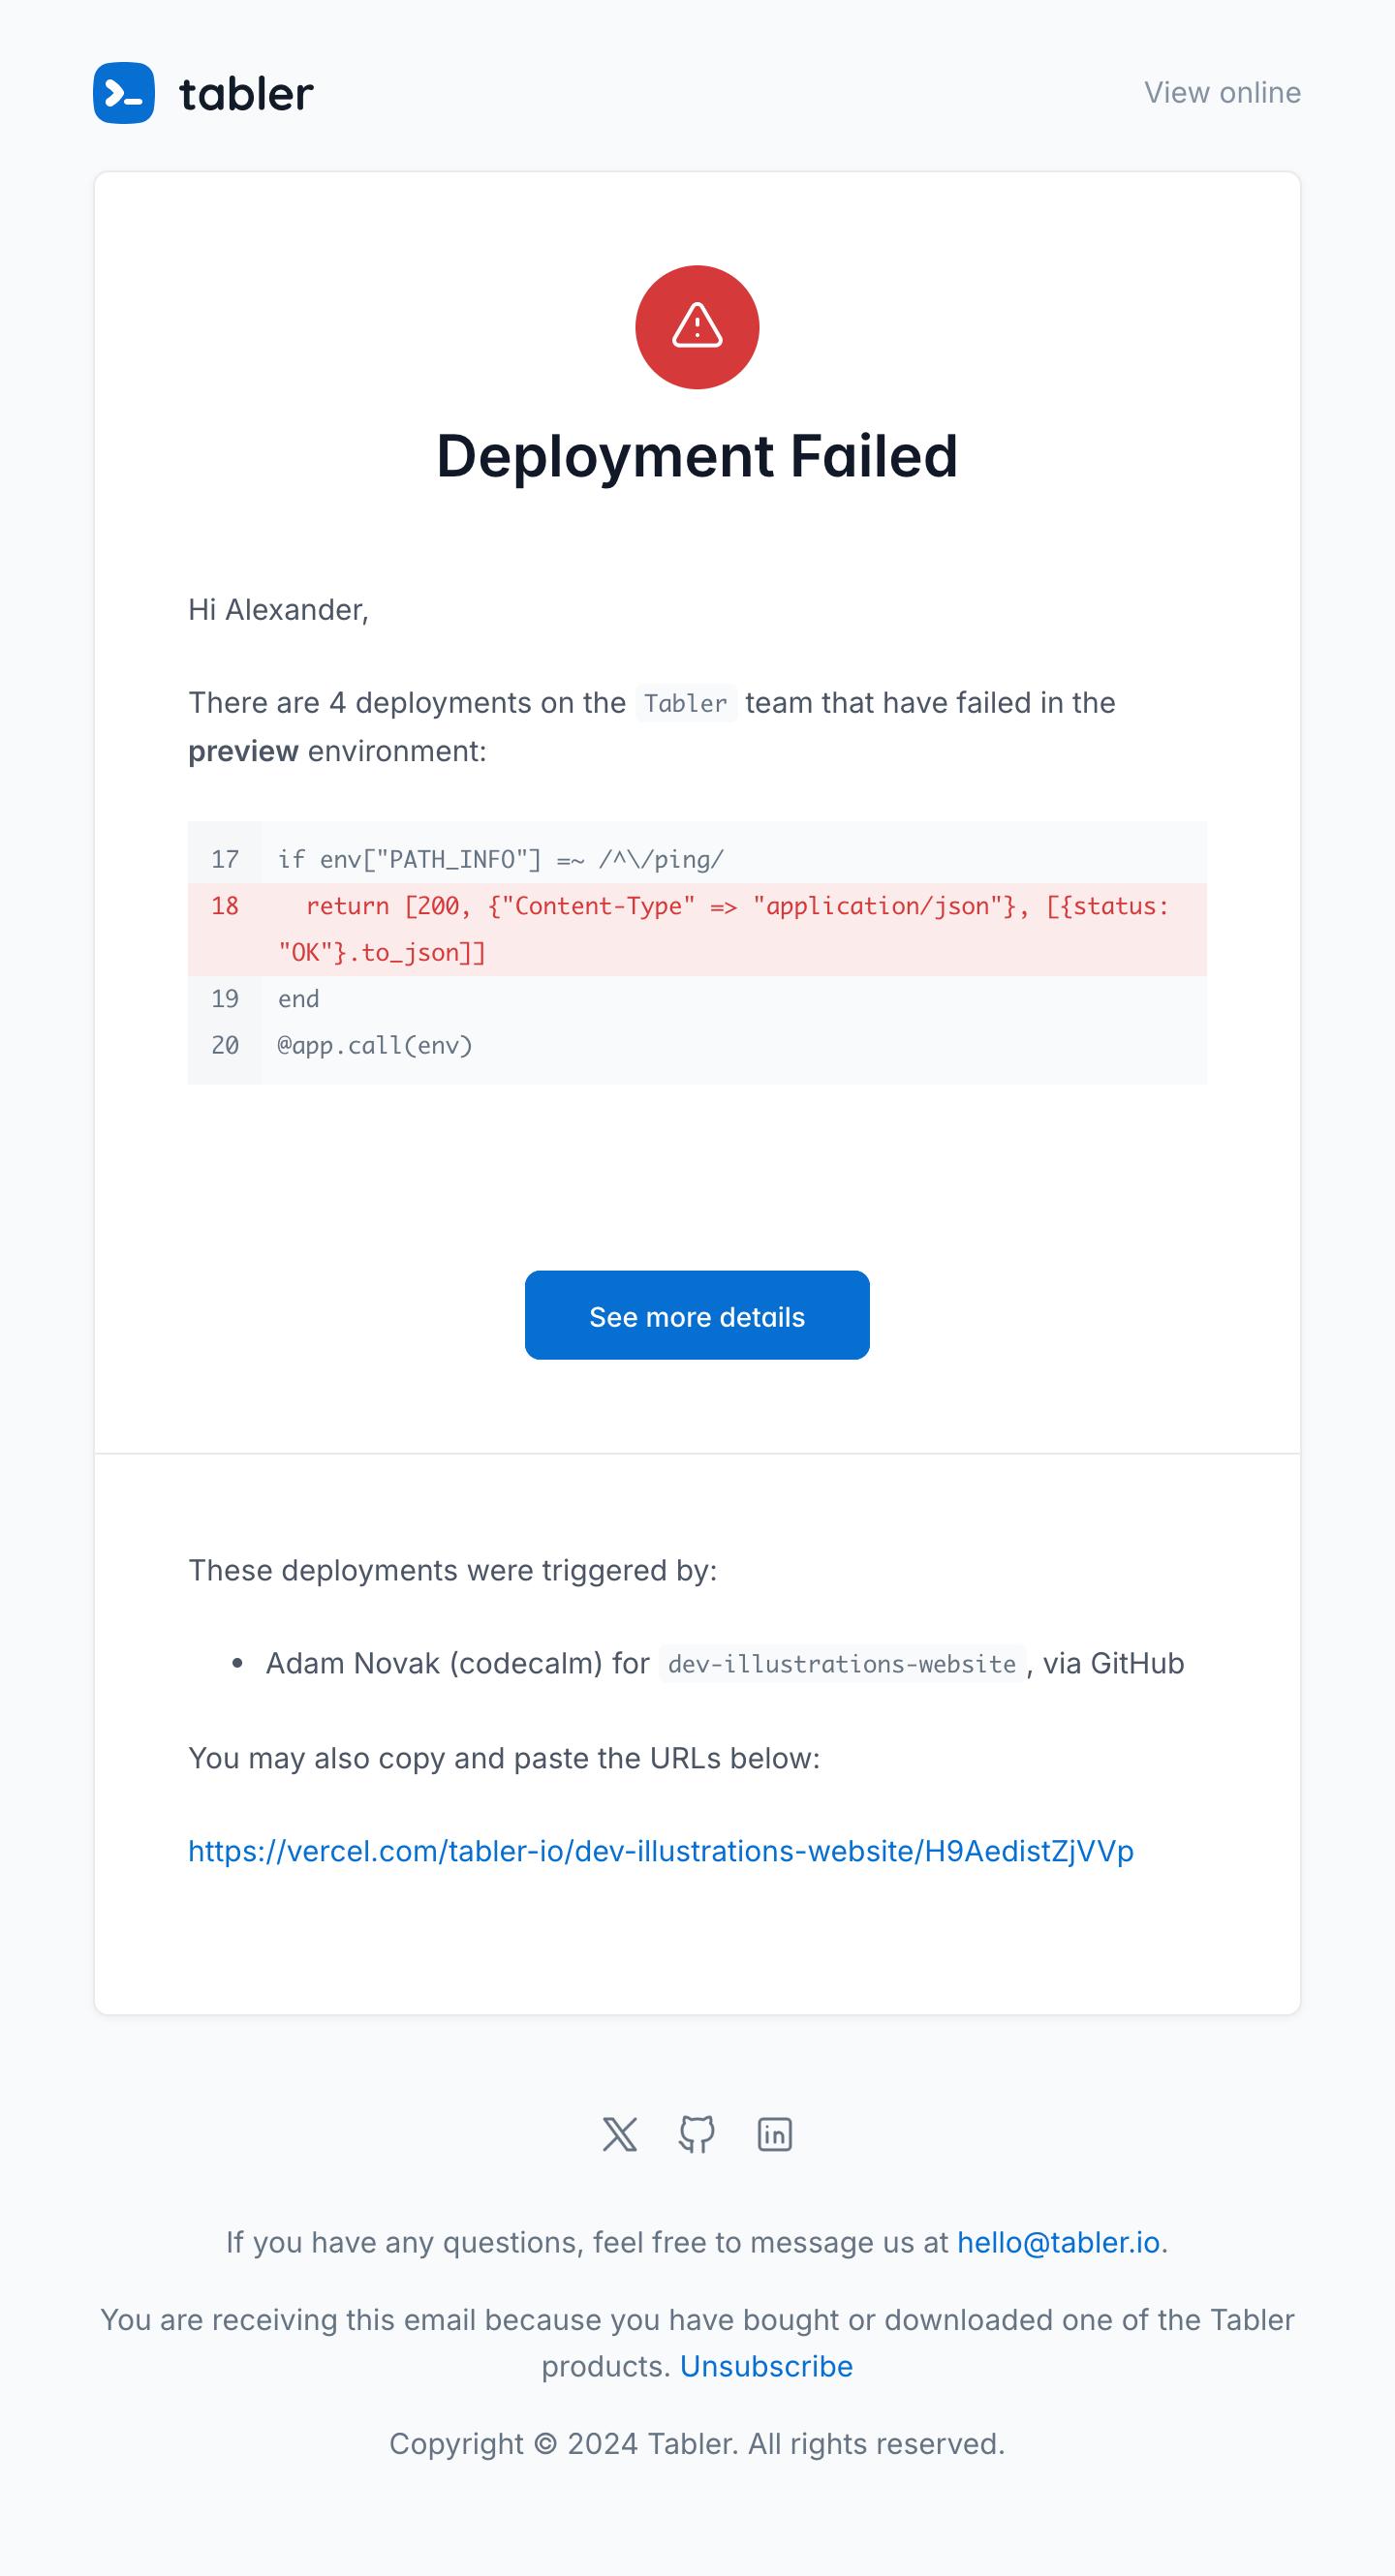 tabler
View online
Deployment Failed
Hi Alexander,
There are 4 deployments on the Tabler team that have failed in the
preview environment:
17 if env["PATH_INFO"] =~ /^\/ping/
18   return [200, {"Content-Type" => "application/json"}, [{status:
"OK"}.to_json]]
19 end
20 @app.call(env)
See more details
These deployments were triggered by:
• Adam Novak (codecalm) for dev-illustrations-website, via GitHub
You may also copy and paste the URLs below:
https://vercel.com/tabler-io/dev-illustrations-website/H9AedistZjVVp
If you have any questions, feel free to message us at hello@tabler.io.
You are receiving this email because you have bought or downloaded one of the Tabler
products. Unsubscribe
Copyright © 2024 Tabler. All rights reserved.